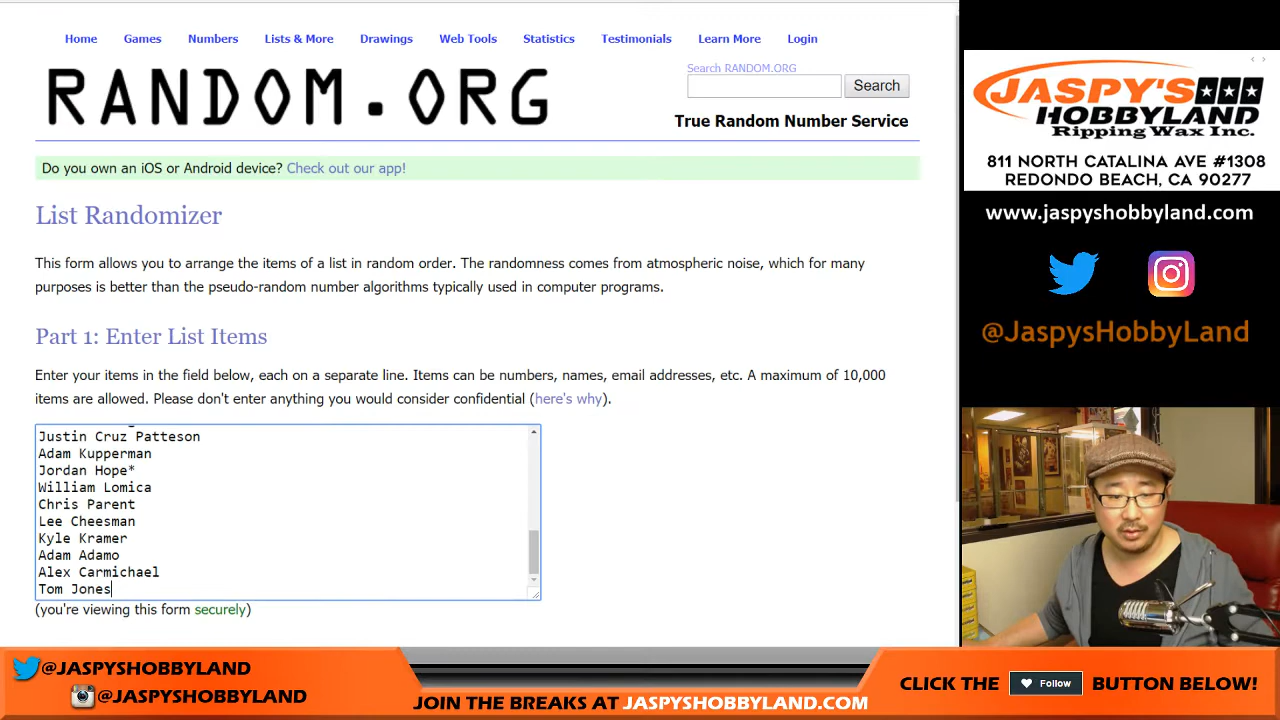 Home Games Numbers Lists & More Drawings Web Tools Statistics Testimonials Learn More Login
RANDOM.ORG
Search RANDOM.ORG
Search
True Random Number Service
Do you own an iOS or Android device? Check out our app!
List Randomizer
This form allows you to arrange the items of a list in random order. The randomness comes from atmospheric noise, which for many
purposes is better than the pseudo-random number algorithms typically used in computer programs.
Part 1: Enter List Items
Enter your items in the field below, each on a separate line. Items can be numbers, names, email addresses, etc. A maximum of 10,000
items are allowed. Please don't enter anything you would consider confidential (here's why).
Justin Cruz Patteson
Adam Kupperman
Jordan Hope*
William Lomica
Chris Parent
Lee Cheesman
Kyle Kramer
Adam Adamo
Alex Carmichael
Tom Jones
(you're viewing this form securely)
JASPY'S
HOBBYLAND
Ripping Wax Inc.
811 NORTH CATALINA AVE #1308
REDONDO BEACH, CA 90277
www.jaspyshobbyland.com
@JaspysHobbyLand
@JASPYSHOBBYLAND
@JASPYSHOBBYLAND
JOIN THE BREAKS AT JASPYSHOBBYLAND.COM
CLICK THE Follow BUTTON BELOW!